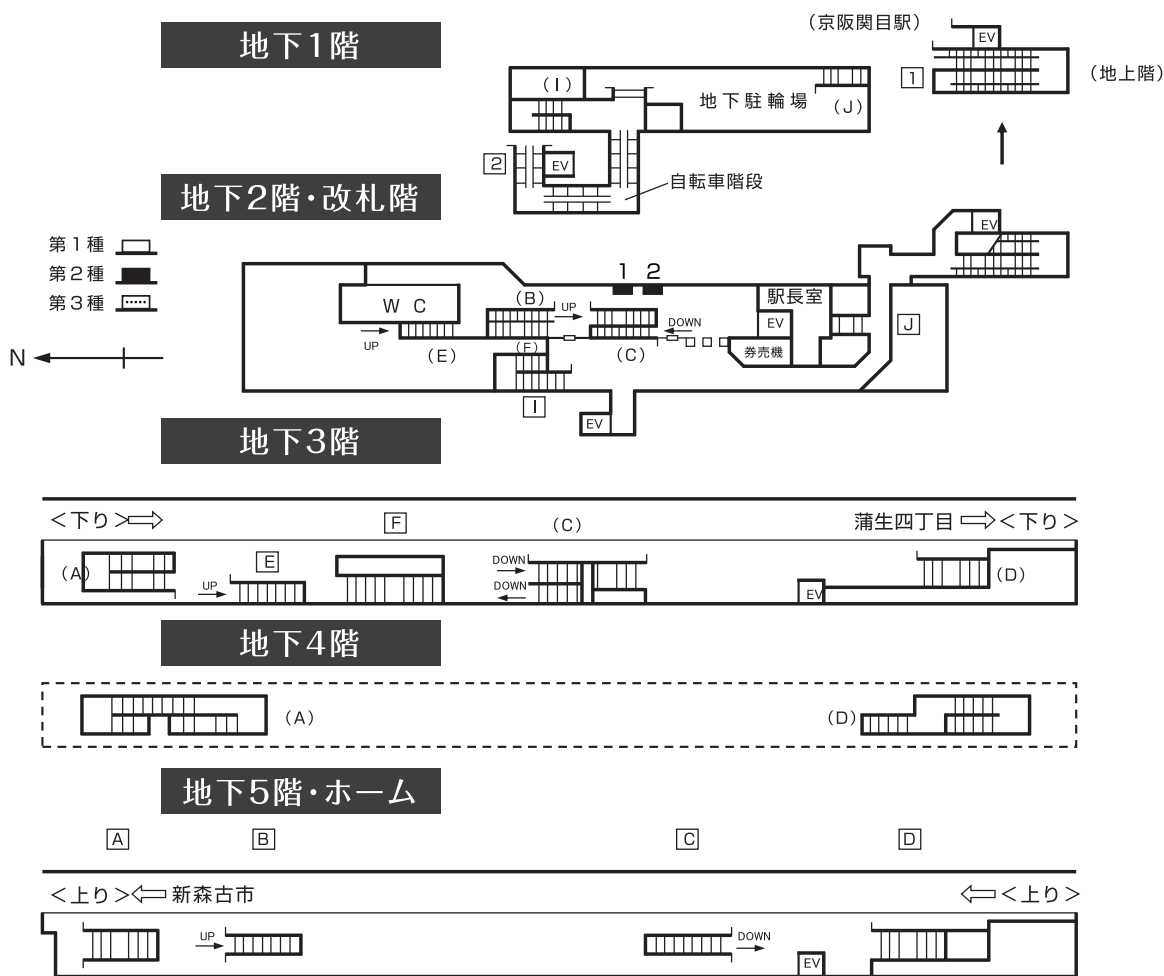 地下1階
(京阪関目駅)
EV
1
(地上階)
(I)
地下駐輪場
(J)
2
EV
自転車階段
地下2階・改札階
第1種
第2種
第3種
N
EV
1 2
WC
(B)
UP
駅長室
UP
(E)
(F)
(C)
DOWN
EV
券売機
J
I
EV
地下3階
<下り>
F
(C)
蒲生四丁目
<下り>
(A)
E
UP
DOWN
DOWN
EV
(D)
地下4階
(A)
(D)
地下5階・ホーム
A
B
C
D
<上り>
新森古市
<上り>
UP
DOWN
EV